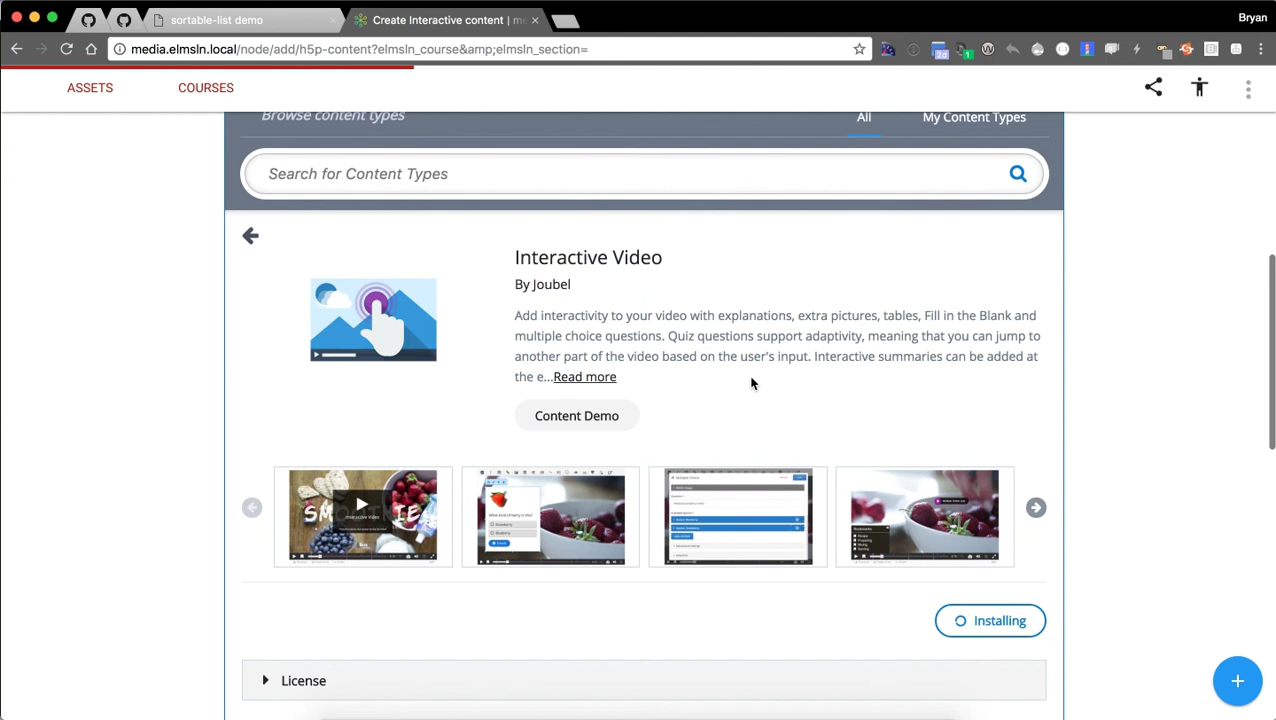 sortable-list demo
Create Interactive content | m
Bryan
media.elmsln.local/node/add/h5p-content?elmsln_course&amp;elmsln_section=
2d
1
ASSETS
COURSES
Browse content types
All
My Content Types
Search for Content Types
Interactive Video
By Joubel
Add interactivity to your video with explanations, extra pictures, tables, Fill in the Blank and
multiple choice questions. Quiz questions support adaptivity, meaning that you can jump to
another part of the video based on the user's input. Interactive summaries can be added at
the e...Read more
Content Demo
Installing
License